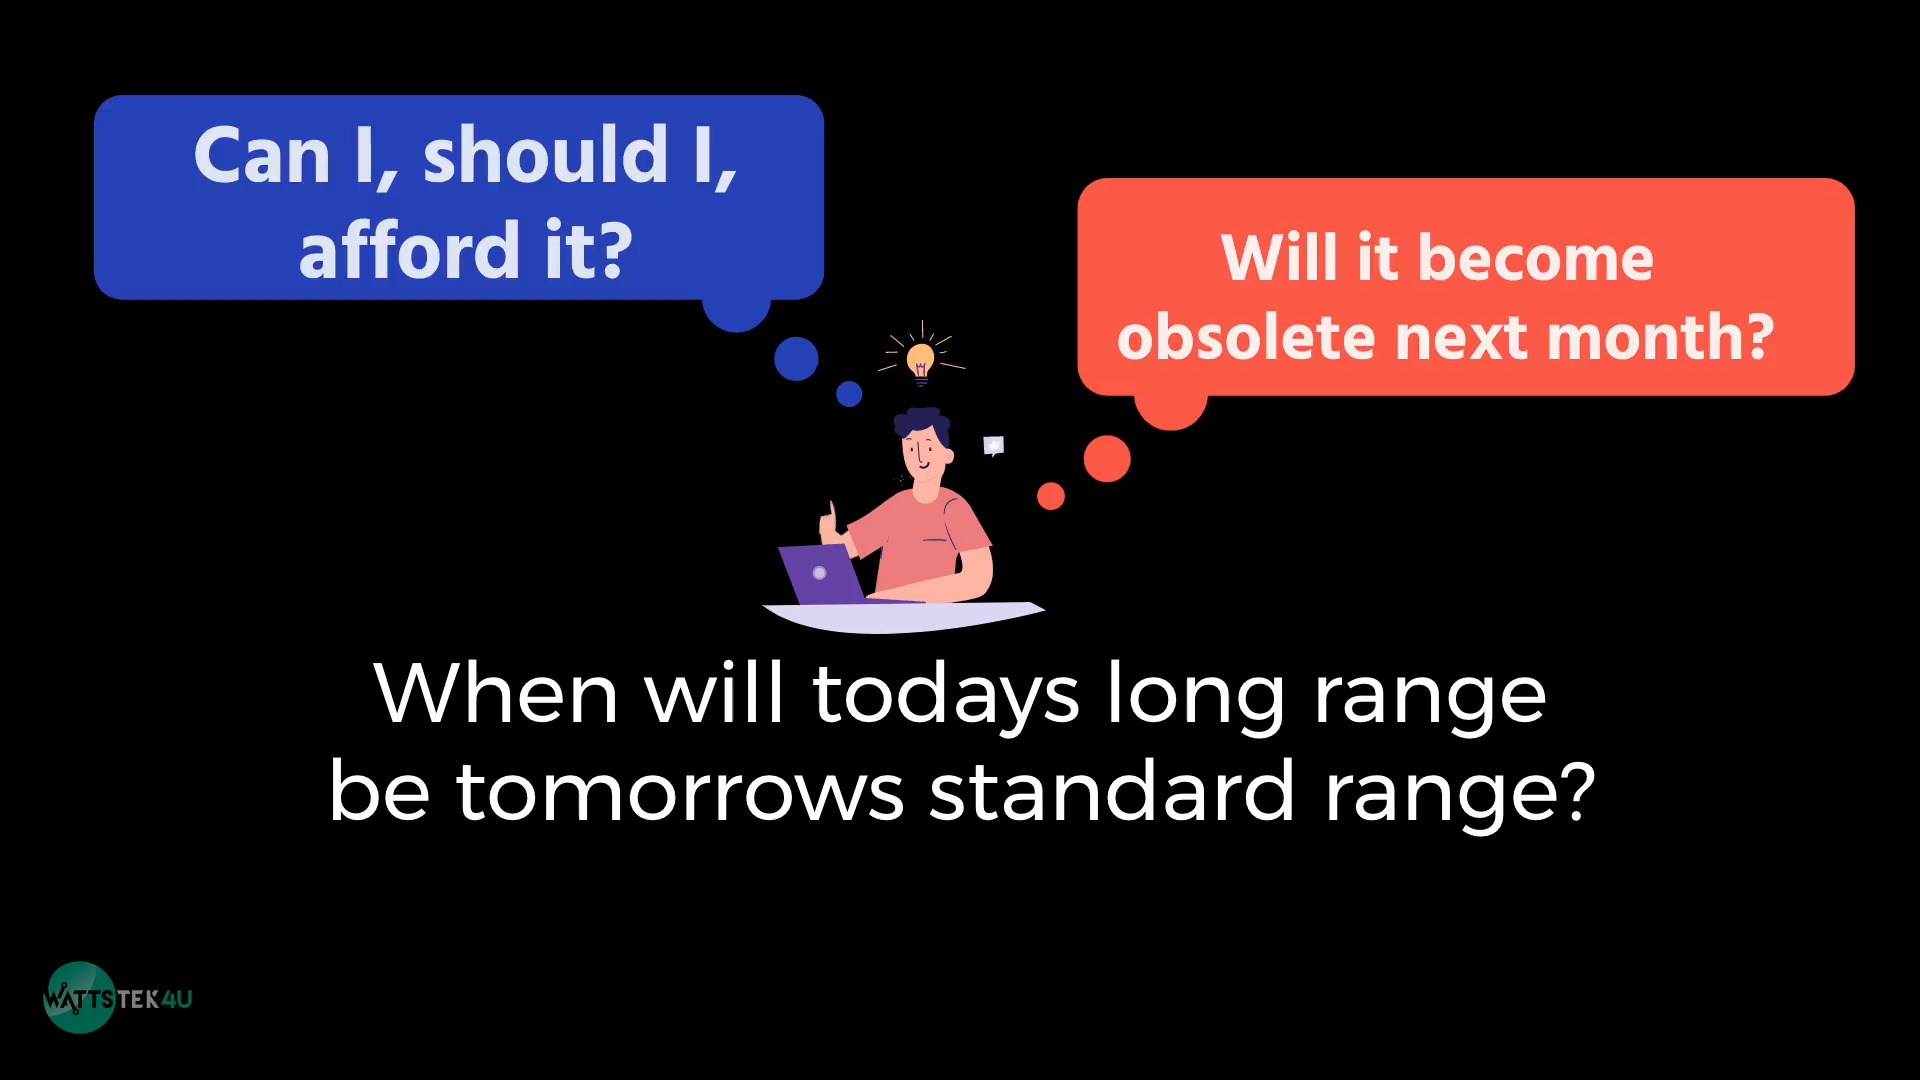 Can I, should I,
afford it?
Will it become
obsolete next month?
When will todays long range
be tomorrows standard range?
WATTSTEK4U